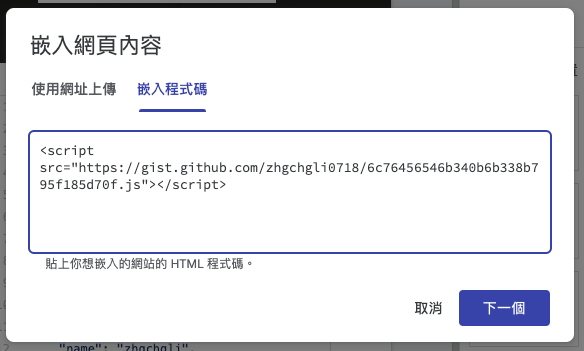 嵌入網頁內容
使用網址上傳 嵌入程式碼
<script
src="https://gist.github.com/zhgchgli0718/6c76456546b340b6b338b7
95f185d70f.js"></script>
貼上你想嵌入的網站的 HTML 程式碼。
取消 下一個
"name": "zhgchgli",